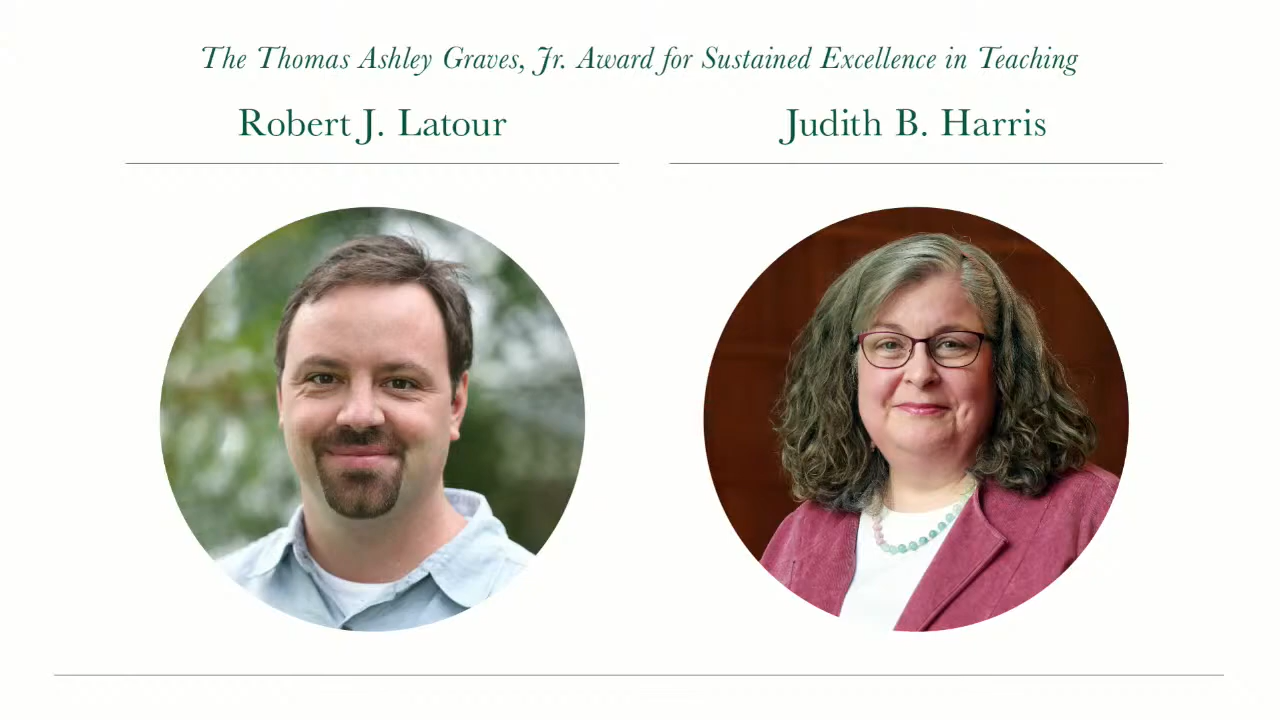 The Thomas Ashley Graves, Jr. Award for Sustained Excellence in Teaching
Robert J. Latour
Judith B. Harris